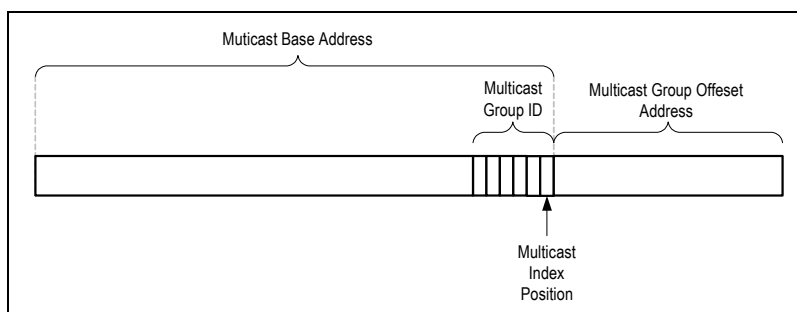 Muticast Base Address
Multicast
Group ID
Multicast Group Offeset
Address
Multicast
Index
Position